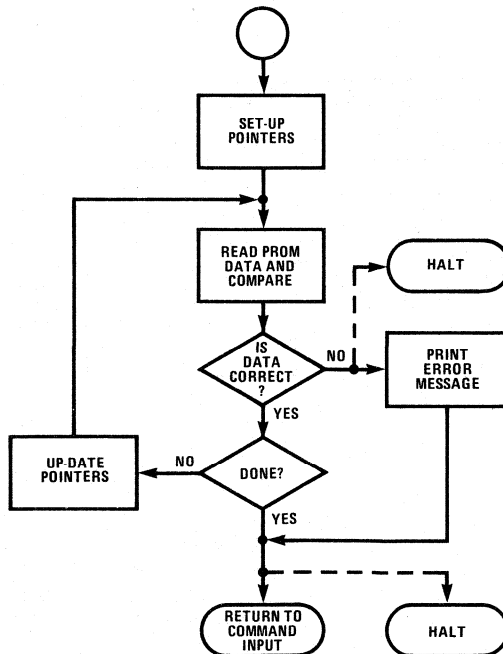 SET-UP
POINTERS
READ PROM
DATA AND
COMPARE
HALT
IS
DATA
CORRECT
?
NO
PRINT
ERROR
MESSAGE
YES
UP-DATE
POINTERS
NO
DONE?
YES
RETURN TO
COMMAND
INPUT
HALT